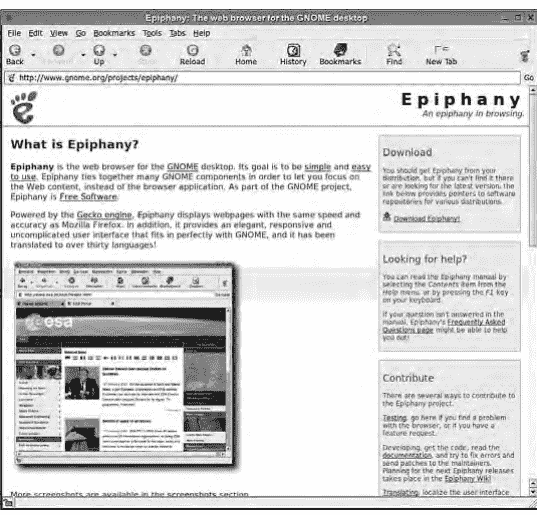 Epiphany: The web browser for the GNOME desktop
File Edit View Go Bookmarks Tools Tabs Help
Back Up Reload Home History Bookmarks Find New Tab
http://www.gnome.org/projects/epiphany/ Go
Epiphany
An epiphany in browsing.
What is Epiphany?
Epiphany is the web browser for the GNOME desktop. Its goal is to be simple and easy
to use. Epiphany ties together many GNOME components in order to let you focus on
the Web content, instead of the browser application. As part of the GNOME project,
Epiphany is Free Software.
Powered by the Gecko engine, Epiphany displays webpages with the same speed and
accuracy as Mozilla Firefox. In addition, it provides an elegant, responsive and
uncomplicated user interface that fits in perfectly with GNOME, and it has been
translated to over thirty languages!
esa
More screenshots are available in the screenshots section
Download
You should get Epiphany from your
distribution, but if you can't find it there
or are looking for the latest version, the
link below provides pointers to software
repositories for various distributions.
Download Epiphany!
Looking for help?
You can read the Epiphany manual by
selecting the Contents item from the
Help menu, or by pressing the F1 key
on your keyboard.
If your question isn't answered in the
manual, Epiphany's Frequently Asked
Questions page might be able to help
you out!
Contribute
There are several ways to contribute to
the Epiphany project.
Testing, go here if you find a problem
with the browser, or if you have a
feature request.
Developing, get the code, read the
documentation, and try to fix errors and
send patches to the maintainers.
Planning for the next Epiphany releases
takes place in the Epiphany Wiki!
Translating, localize the user interface